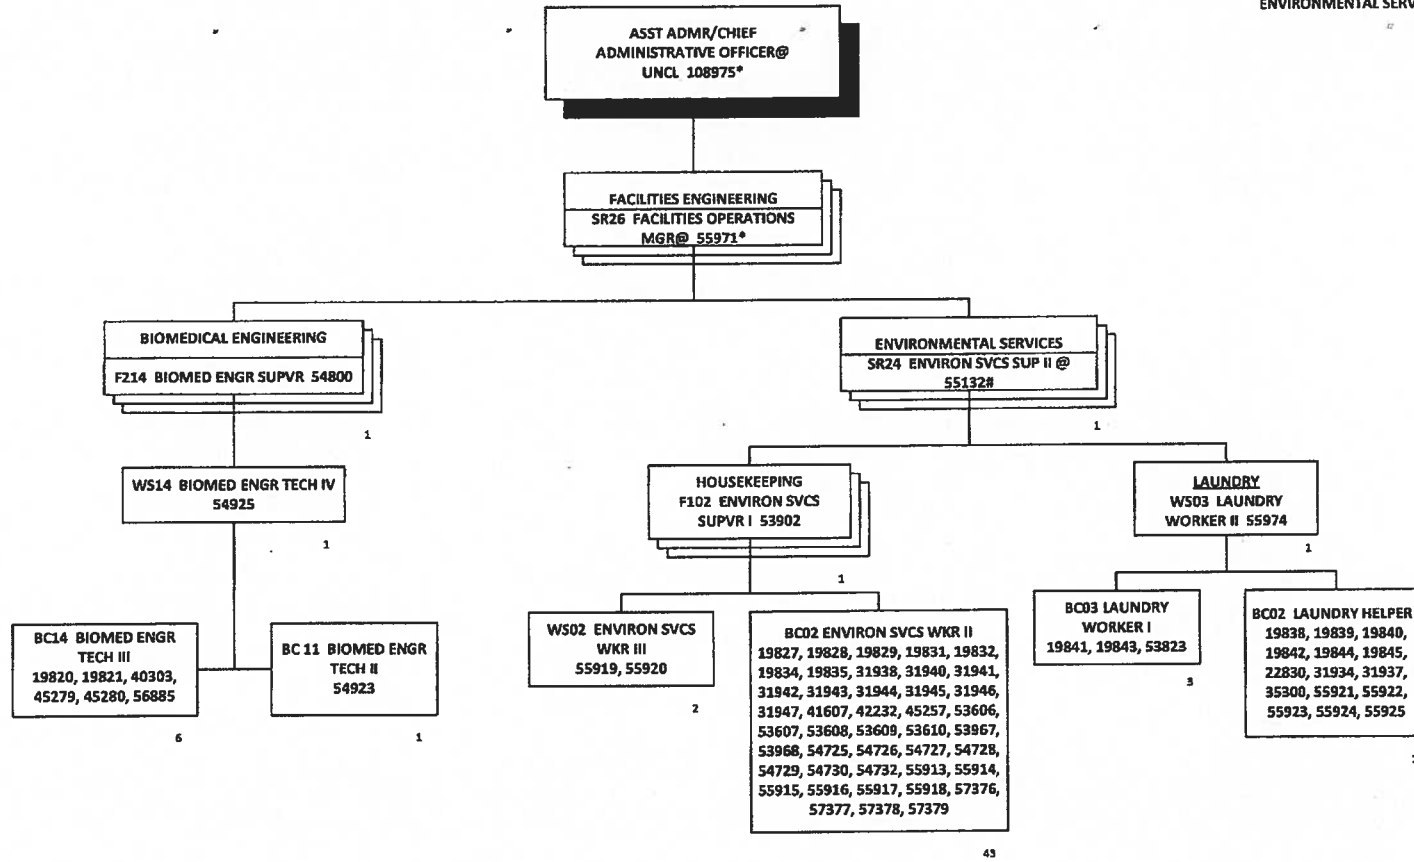 ENVIRONMENTAL SERV
ASST ADMR/CHIEF
ADMINISTRATIVE OFFICER@
UNCL 108975*
FACILITIES ENGINEERING
SR26 FACILITIES OPERATIONS
MGR@ 55971*
BIOMEDICAL ENGINEERING
F214 BIOMED ENGR SUPVR 54800
1
ENVIRONMENTAL SERVICES
SR24 ENVIRON SVCS SUP II @
55132#
1
WS14 BIOMED ENGR TECH IV
54925
1
HOUSEKEEPING
F102 ENVIRON SVCS
SUPVR I 53902
1
LAUNDRY
WS03 LAUNDRY
WORKER II 55974
1
BC14 BIOMED ENGR
TECH III
19820, 19821, 40303,
45279, 45280, 56885
6
BC 11 BIOMED ENGR
TECH II
54923
1
WS02 ENVIRON SVCS
WKR III
55919, 55920
2
BC02 ENVIRON SVCS WKR II
19827, 19828, 19829, 19831, 19832,
19834, 19835, 31938, 31940, 31941,
31942, 31943, 31944, 31945, 31946,
31947, 41607, 42232, 45257, 53606,
53607, 53608, 53609, 53610, 53967,
53968, 54725, 54726, 54727, 54728,
54729, 54730, 54732, 55913, 55914,
55915, 55916, 55917, 55918, 57376,
57377, 57378, 57379
43
BC03 LAUNDRY
WORKER I
19841, 19843, 53823
3
BC02 LAUNDRY HELPER
19838, 19839, 19840,
19842, 19844, 19845,
22830, 31934, 31937,
35300, 55921, 55922,
55923, 55924, 55925